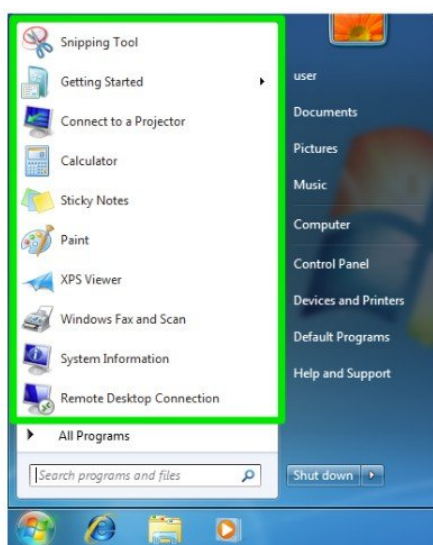 Snipping Tool
Getting Started
Connect to a Projector
Calculator
Sticky Notes
Paint
XPS Viewer
Windows Fax and Scan
System Information
Remote Desktop Connection
All Programs
Search programs and files
user
Documents
Pictures
Music
Computer
Control Panel
Devices and Printers
Default Programs
Help and Support
Shut down